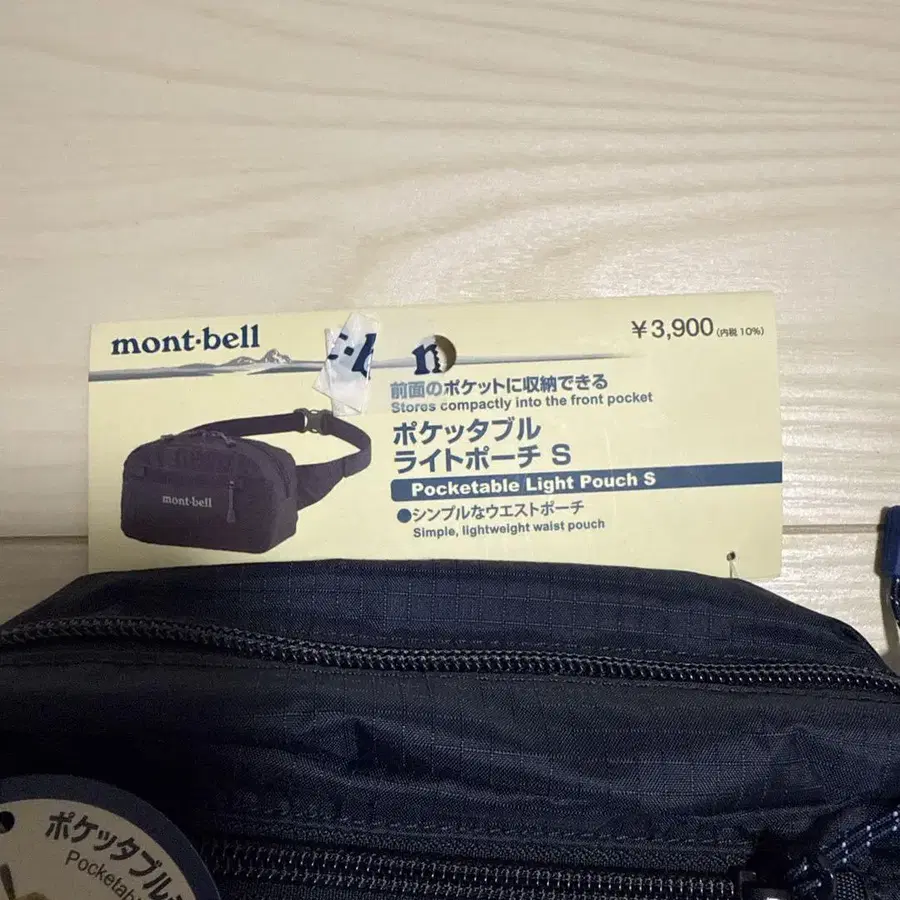 mont-bell
¥3,900(内税10%)
前面のポケットに収納できる
Stores compactly into the front pocket
ポケッタブル
ライトポーチ S
Pocketable Light Pouch S
●シンプルなウエストポーチ
Simple, lightweight waist pouch
mont-bell
ポケッタブル